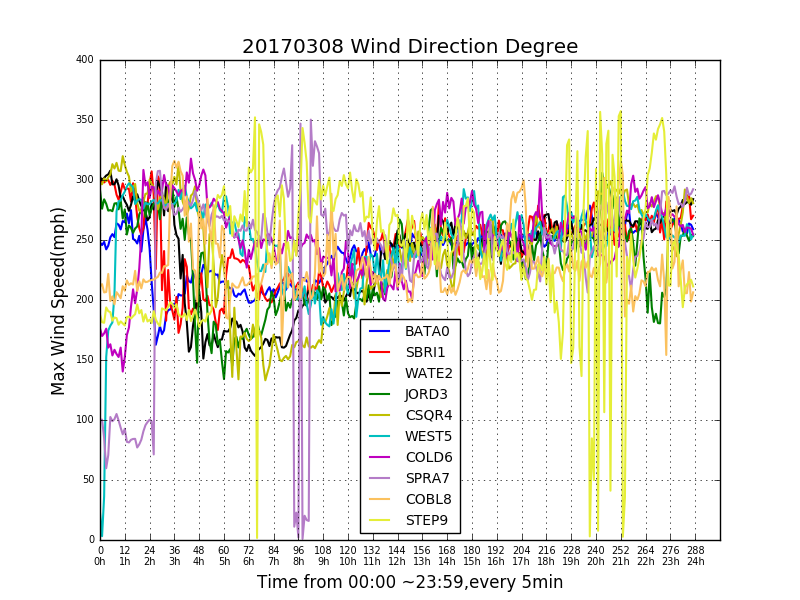 20170308 Wind Direction Degree
400
350
300
250
200
150
100
50
0
Max Wind Speed(mph)
BATA0
SBRI1
WATE2
JORD3
CSQR4
WEST5
COLD6
SPRA7
COBL8
STEP9
0 12 24 36 48 60 72 84 96 108 120 132 144 156 168 180 192 204 216 228 240 252 264 276 288
0h 1h 2h 3h 4h 5h 6h 7h 8h 9h 10h 11h 12h 13h 14h 15h 16h 17h 18h 19h 20h 21h 22h 23h 24h
Time from 00:00 ~23:59,every 5min